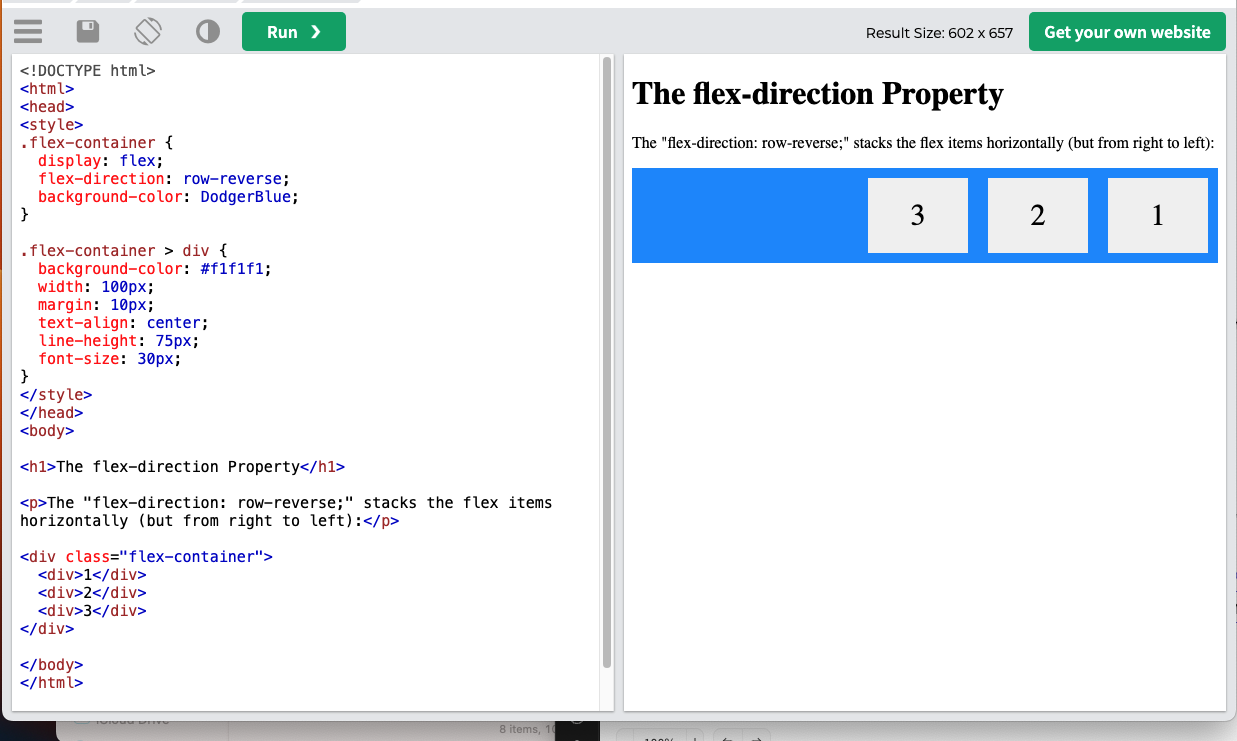 Run ❯
Result Size: 602 x 657
Get your own website
<!DOCTYPE html>
<html>
<head>
<style>
.flex-container {
  display: flex;
  flex-direction: row-reverse;
  background-color: DodgerBlue;
}
.flex-container > div {
  background-color: #f1f1f1;
  width: 100px;
  margin: 10px;
  text-align: center;
  line-height: 75px;
  font-size: 30px;
}
</style>
</head>
<body>
<h1>The flex-direction Property</h1>
<p>The "flex-direction: row-reverse;" stacks the flex items
horizontally (but from right to left):</p>
<div class="flex-container">
  <div>1</div>
  <div>2</div>
  <div>3</div>
</div>
</body>
</html>
The flex-direction Property
The "flex-direction: row-reverse;" stacks the flex items horizontally (but from right to left):
3 2 1
iCloud Drive
8 items,